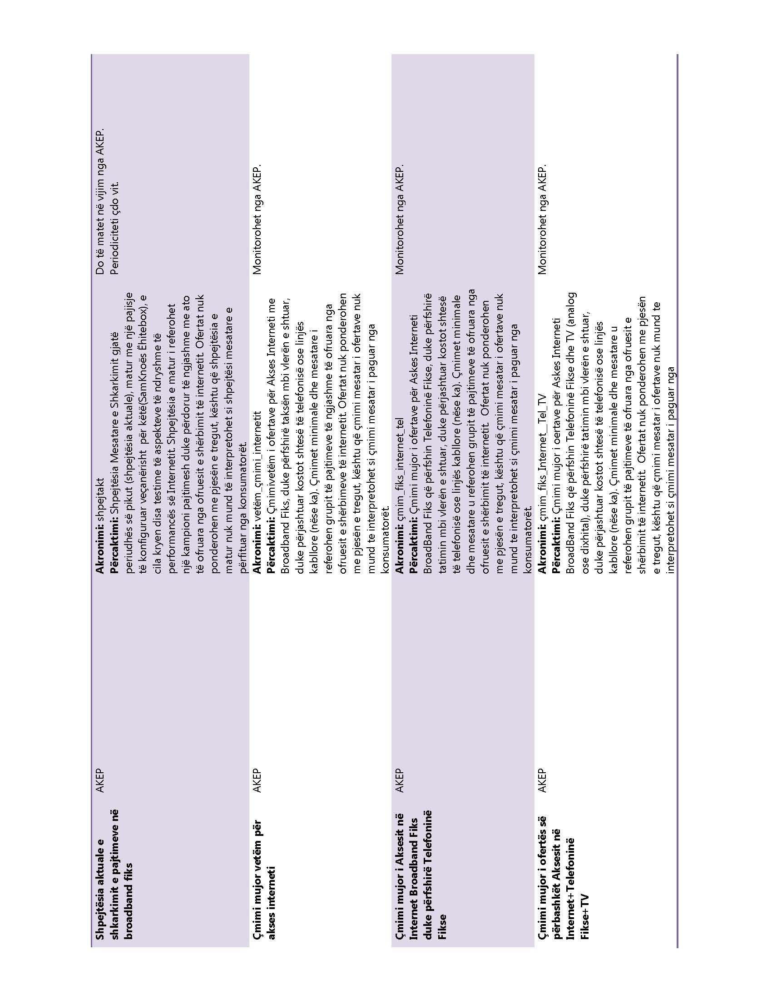 Shpejtësia aktuale e
shkarkimit e pajtimeve në
broadband fiks
AKEP
Akronimi: shpejtakt
Përcaktimi: Shpejtësia Mesatare e Shkarkimit gjatë
periudhës së pikut (shpejtësia aktuale), matur me një pajisje
të konfiguruar veçanërisht për këtë(SamKnoës Ëhitebox), e
cila kryen disa testime të aspekteve të ndryshme të
performancës së Internetit. Shpejtësia e matur i referohet
një kampioni pajtimesh duke përdorur të ngjashme me ato
të ofruara nga ofruesit e shërbimit të internetit. Ofertat nuk
ponderohen me pjesën e tregut, kështu që shpejtësia e
matur nuk mund të interpretohet si shpejtësi mesatare e
përfituar nga konsumatorët.
Do të matet në vijim nga AKEP.
Periodiciteti çdo vit.
Çmimi mujor vetëm për
akses interneti
AKEP
Akronimi: vetëm_çmimi_internetit
Përcaktimi: Çmimivetëm i ofertave për Akses Interneti me
Broadband Fiks, duke përfshirë taksën mbi vlerën e shtuar,
duke përjashtuar kostot shtesë të telefonisë ose linjës
kabllore (nëse ka). Çmimet minimale dhe mesatare i
referohen grupit të pajtimeve të ngjashme të ofruara nga
ofruesit e shërbimeve të internetit. Ofertat nuk ponderohen
me pjesën e tregut, kështu që çmimi mesatar i ofertave nuk
mund te interpretohet si çmimi mesatar i paguar nga
konsumatorët.
Monitorohet nga AKEP.
Çmimi mujor i Aksesit në
Internet Broadband Fiks
duke përfshirë Telefoninë
Fikse
AKEP
Akronimi: çmim_fiks_internet_tel
Përcaktimi: Çmimi mujor i ofertave për Askes Interneti
BroadBand Fiks që përfshin Telefoninë Fikse, duke përfshirë
tatimin mbi vlerën e shtuar, duke përjashtuar kostot shtesë
të telefonisë ose linjës kabllore (nëse ka). Çmimet minimale
dhe mesatare u referohen grupit të pajtimeve të ofruara nga
ofruesit e shërbimit të internetit. Ofertat nuk ponderohen
me pjesën e tregut, kështu që çmimi mesatar i ofertave nuk
mund te interpretohet si çmimi mesatar i paguar nga
konsumatorët.
Monitorohet nga AKEP.
Çmimi mujor i ofertës së
përbashkët Aksesit në
Internet+Telefoninë
Fikse+TV
AKEP
Akronimi: çmim_fiks_Internet__Tel_TV
Përcaktimi: Çmimi mujor i oertave për Askes Interneti
BroadBand Fiks që përfshin Telefoninë Fikse dhe TV (analog
ose dixhital), duke përfshirë tatimin mbi vlerën e shtuar,
duke përjashtuar kostot shtesë të telefonisë ose linjës
kabllore (nëse ka). Çmimet minimale dhe mesatare u
referohen grupit të pajtimeve të ofruara nga ofruesit e
shërbimit të internetit. Ofertat nuk ponderohen me pjesën
e tregut, kështu që çmimi mesatar i ofertave nuk mund te
interpretohet si çmimi mesatar i paguar nga
Monitorohet nga AKEP.